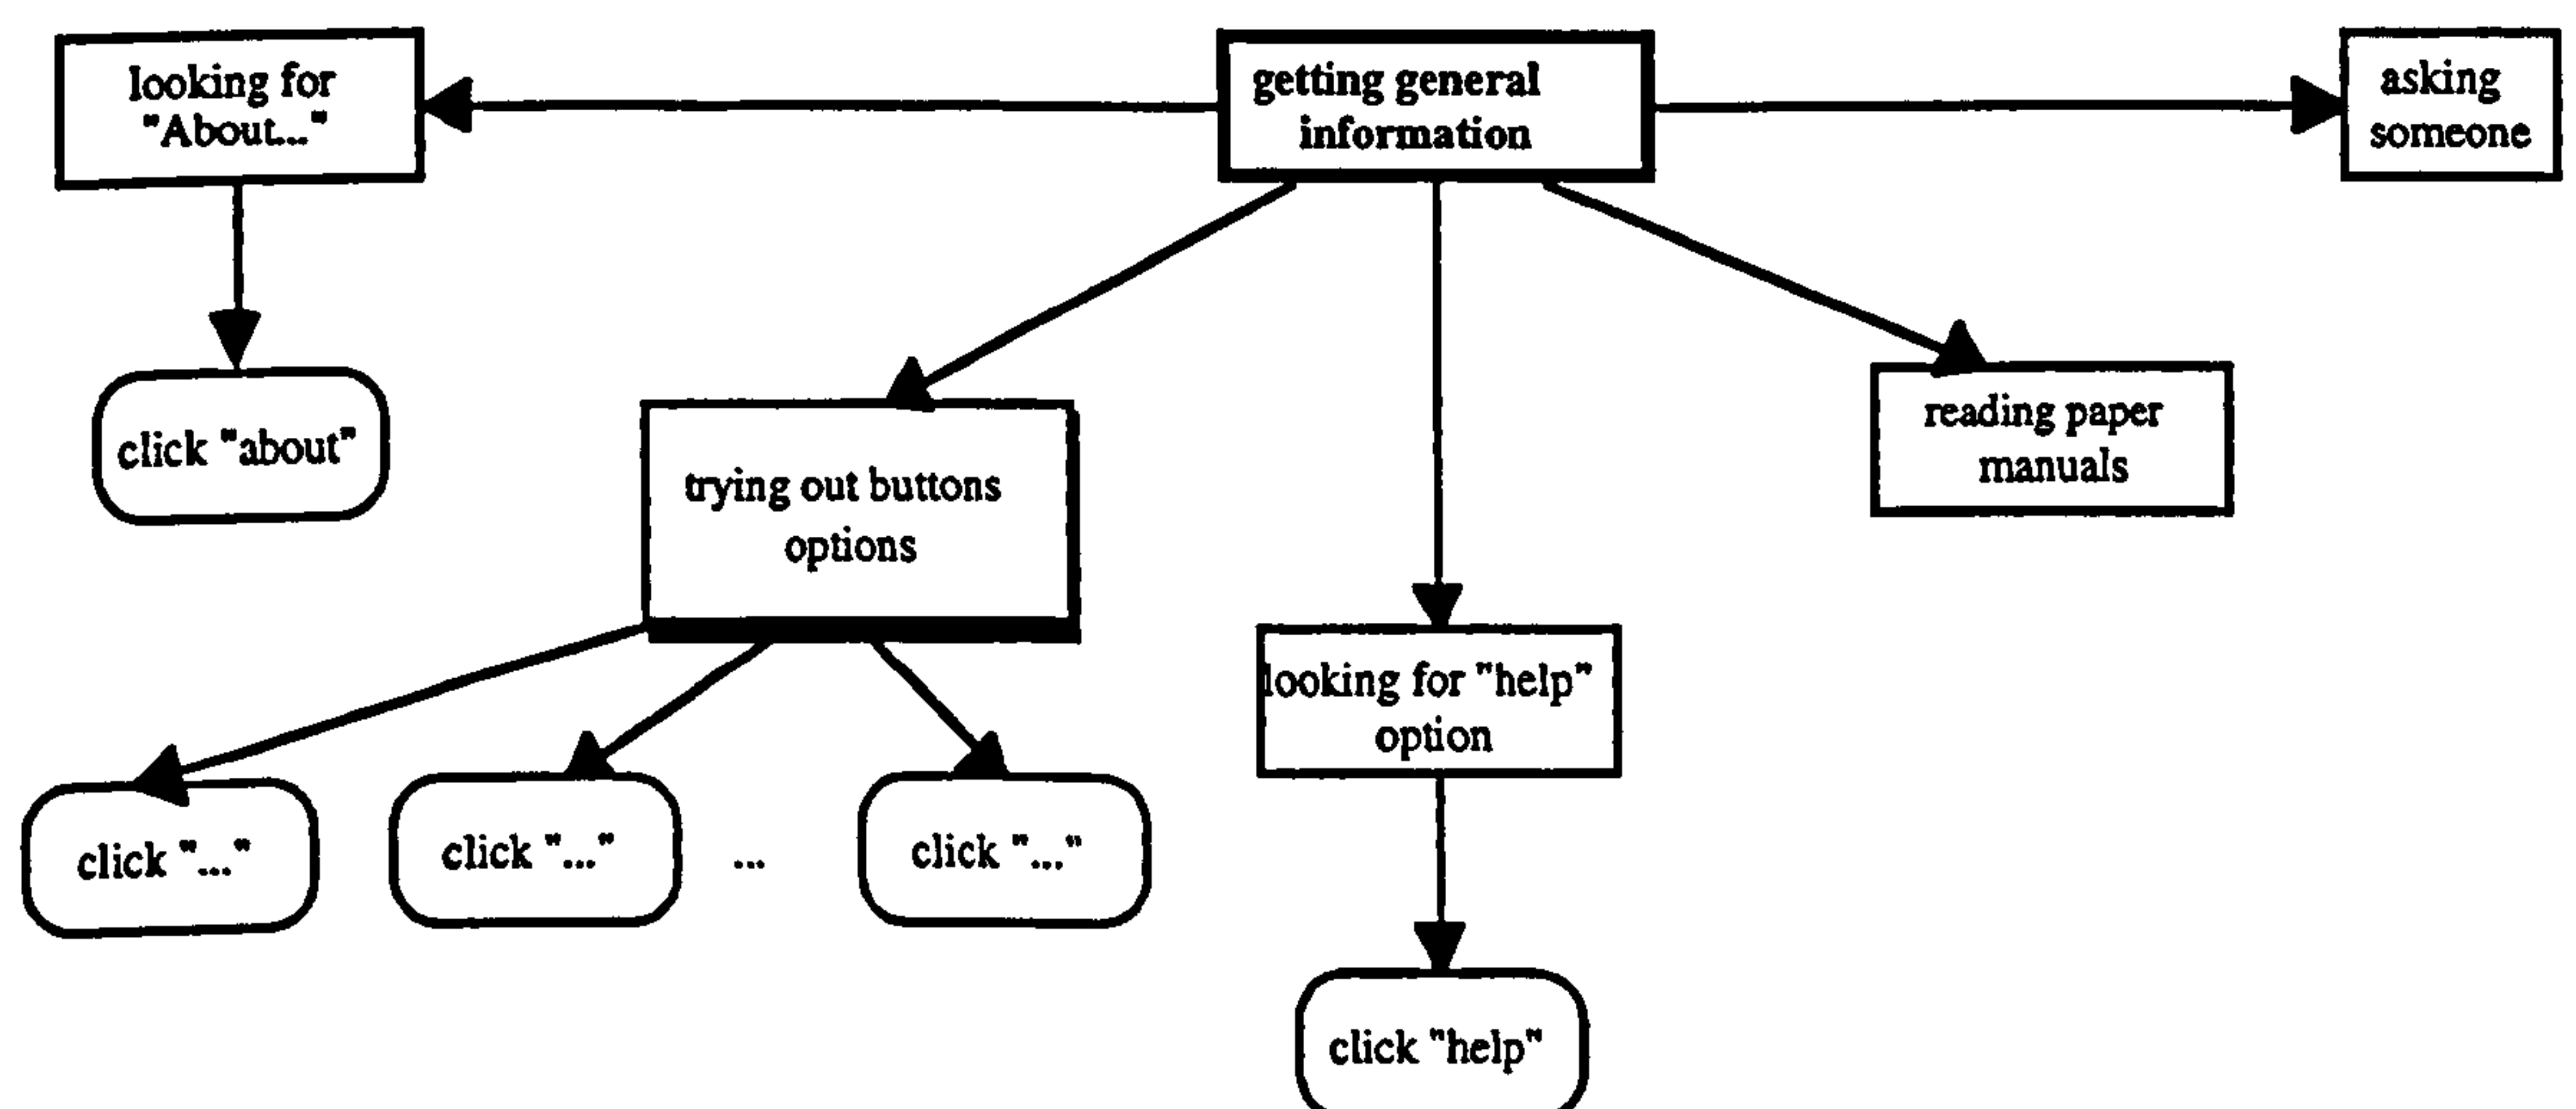 looking for
"About..."
getting general
information
asking
someone
click "about"
trying out buttons
options
reading paper
manuals
looking for "help"
option
click "..."
click "..."
...
click "..."
click "help"